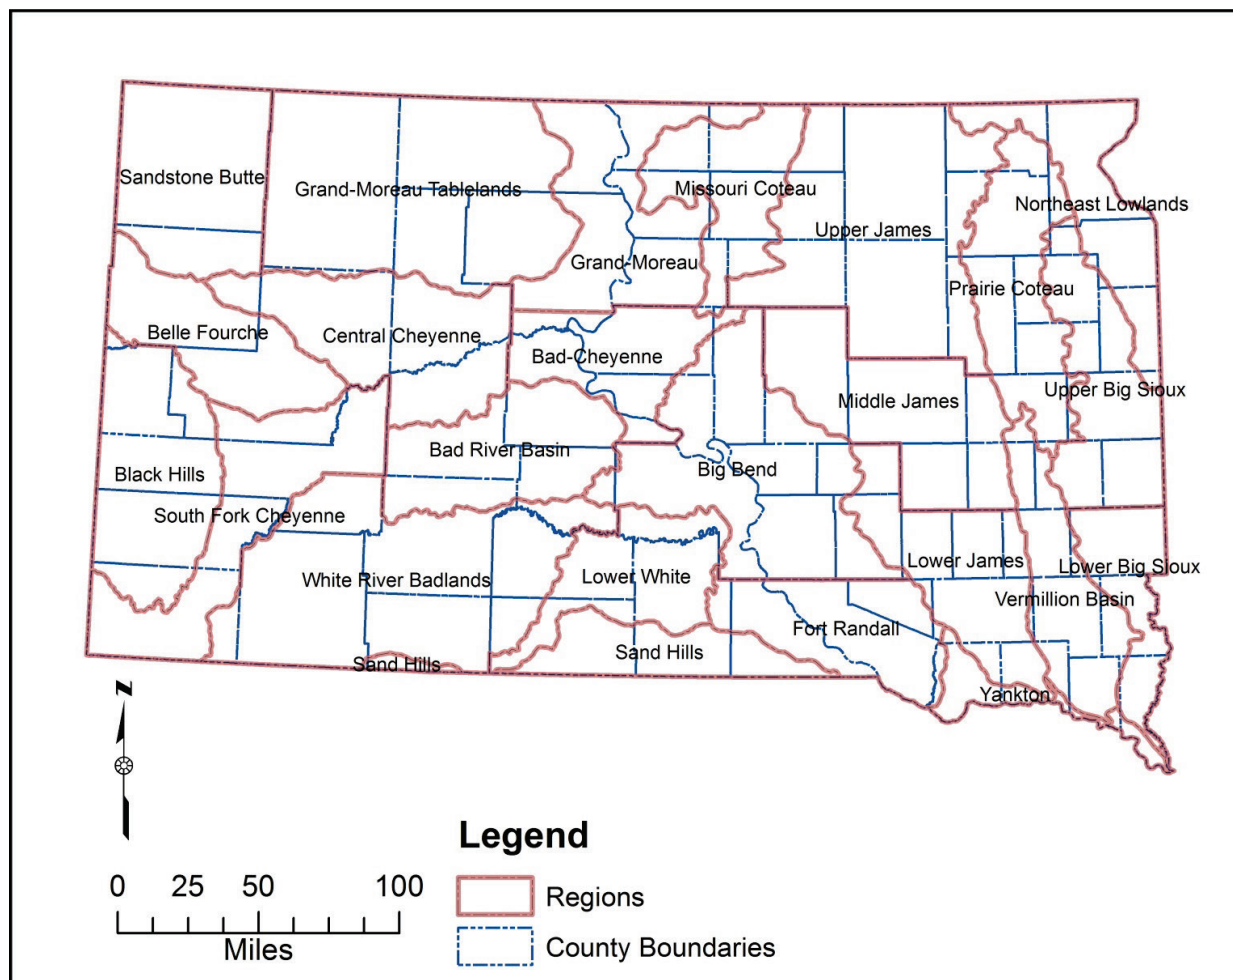 Sandstone Butte
Grand-Moreau Tablelands
Missouri Coteau
Northeast Lowlands
Upper James
Grand-Moreau
Prairie Coteau
Belle Fourche
Central Cheyenne
Bad-Cheyenne
Upper Big Sioux
Middle James
Bad River Basin
Big Bend
Black Hills
South Fork Cheyenne
Lower James
Lower Big Sioux
White River Badlands
Lower White
Vermillion Basin
Fort Randall
Sand Hills
Sand Hills
Yankton
N
Legend
0 25 50 100
Miles
Regions
County Boundaries